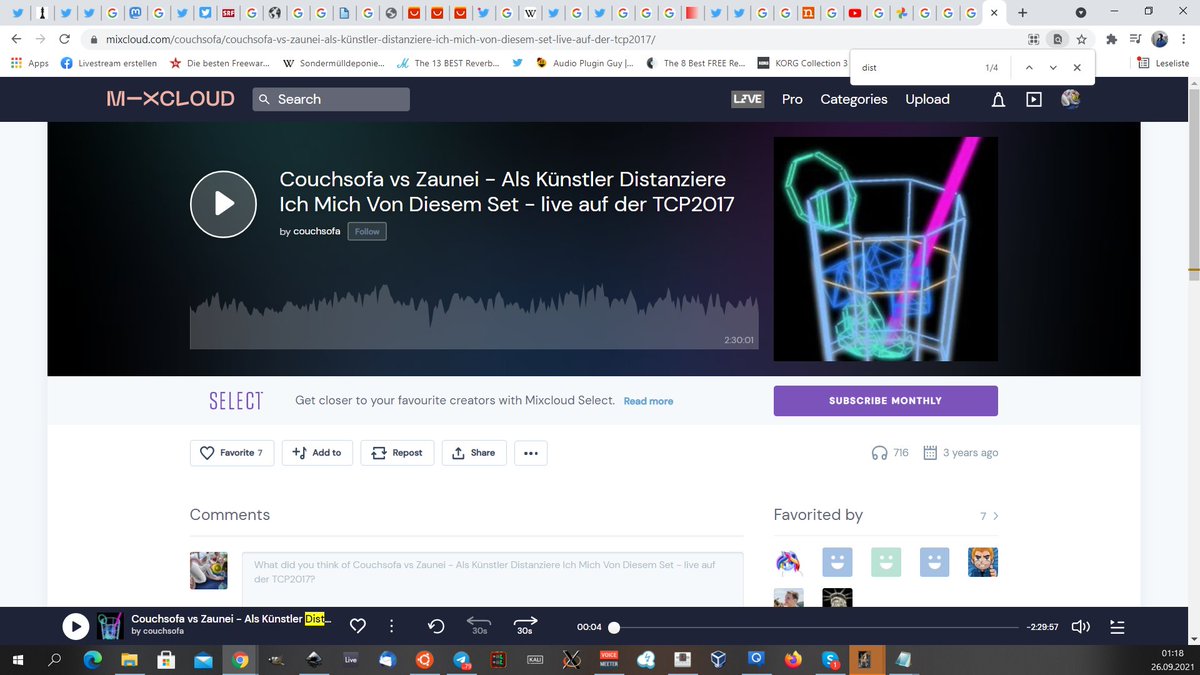 SRF
mixcloud.com/couchsofa/couchsofa-vs-zaunei-als-künstler-distanziere-ich-mich-von-diesem-set-live-auf-der-tcp2017/
Apps
Livestream erstellen
Die besten Freewar...
Sondermülldeponie...
The 13 BEST Reverb...
Audio Plugin Guy |...
The 8 Best FREE Re...
KORG Collection 3
Leseliste
dist
1/4
M-XCLOUD
Search
LIVE
Pro
Categories
Upload
Couchsofa vs Zaunei - Als Künstler Distanziere
Ich Mich Von Diesem Set - live auf der TCP2017
by couchsofa
Follow
2:30:01
SELECT
Get closer to your favourite creators with Mixcloud Select. Read more
SUBSCRIBE MONTHLY
Favorite 7
Add to
Repost
Share
716
3 years ago
Comments
Favorited by
7
What did you think of Couchsofa vs Zaunei - Als Künstler Distanziere Ich Mich Von Diesem Set - live auf
der TCP2017?
Couchsofa vs Zaunei - Als Künstler Dist...
by couchsofa
30s
30s
00:04
-2:29:57
Live
KALI
VOICE
MEETER
01:18
26.09.2021